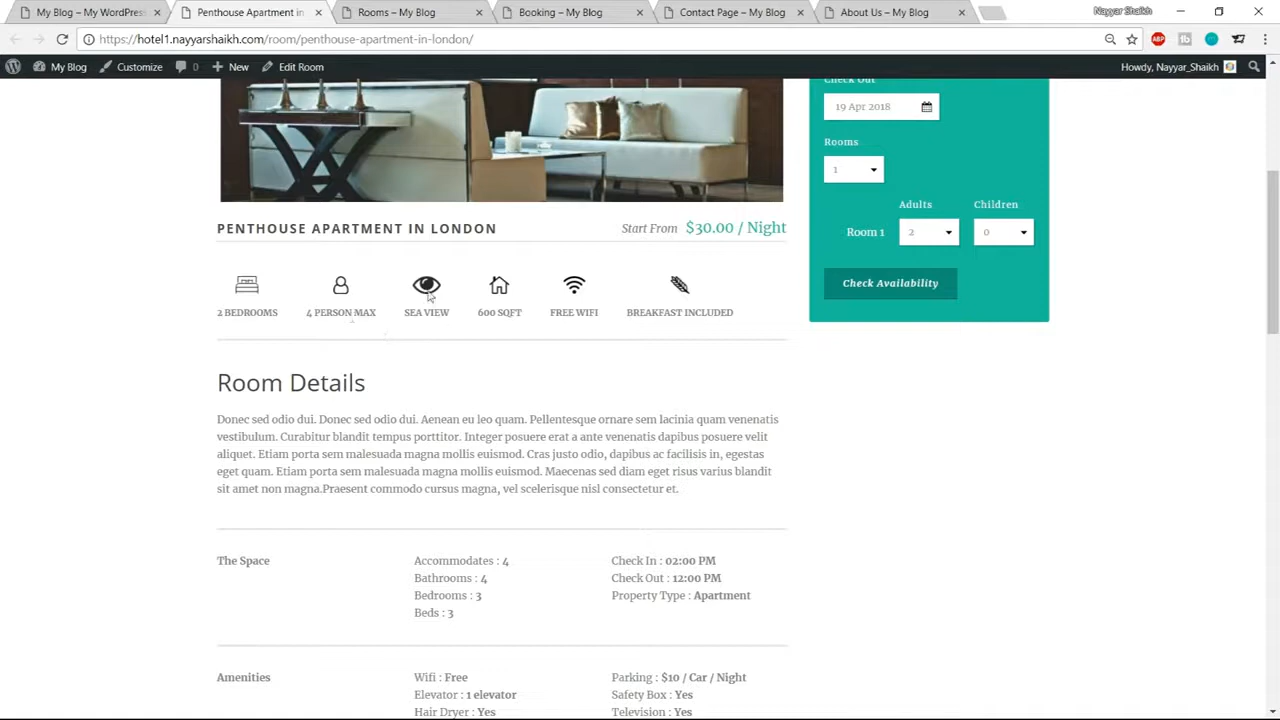 My Blog – My WordPress
Penthouse Apartment in
Rooms – My Blog
Booking – My Blog
Contact Page – My Blog
About Us – My Blog
Nayyar Shaikh
https://hotel1.nayyarshaikh.com/room/penthouse-apartment-in-london/
ABP
My Blog
Customize
0
New
Edit Room
Howdy, Nayyar_Shaikh
Check Out
19 Apr 2018
Rooms
1
Adults Children
Room 1 2 0
Check Availability
PENTHOUSE APARTMENT IN LONDON
Start From $30.00 / Night
2 BEDROOMS
4 PERSON MAX
SEA VIEW
600 SQFT
FREE WIFI
BREAKFAST INCLUDED
Room Details
Donec sed odio dui. Donec sed odio dui. Aenean eu leo quam. Pellentesque ornare sem lacinia quam venenatis
vestibulum. Curabitur blandit tempus porttitor. Integer posuere erat a ante venenatis dapibus posuere velit
aliquet. Etiam porta sem malesuada magna mollis euismod. Cras justo odio, dapibus ac facilisis in, egestas
eget quam. Etiam porta sem malesuada magna mollis euismod. Maecenas sed diam eget risus varius blandit
sit amet non magna.Praesent commodo cursus magna, vel scelerisque nisl consectetur et.
The Space
Accommodates : 4
Bathrooms : 4
Bedrooms : 3
Beds : 3
Check In : 02:00 PM
Check Out : 12:00 PM
Property Type : Apartment
Amenities
Wifi : Free
Elevator : 1 elevator
Hair Dryer : Yes
Parking : $10 / Car / Night
Safety Box : Yes
Television : Yes